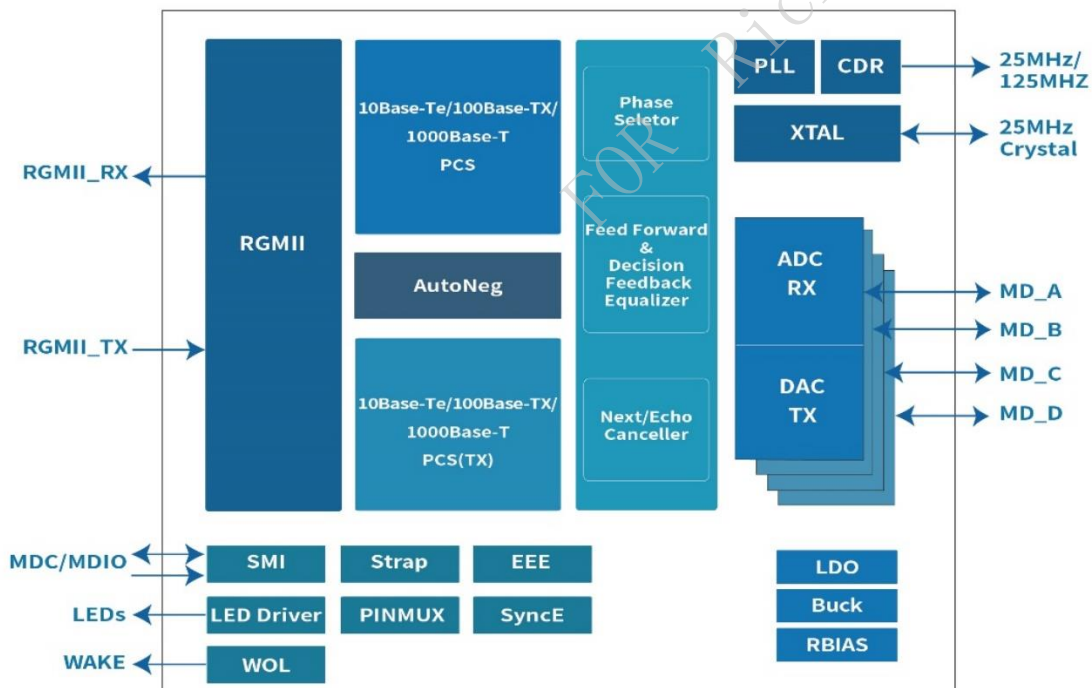 PLL
CDR
25MHz/
125MHZ
XTAL
25MHz
Crystal
10Base-Te/100Base-TX/
1000Base-T
PCS
Phase
Seletor
FOR
RGMII_RX
RGMII
Feed Forward
&
Decision
Feedback
Equalizer
ADC
RX
AutoNeg
MD_A
MD_B
RGMII_TX
MD_C
DAC
TX
MD_D
10Base-Te/100Base-TX/
1000Base-T
PCS(TX)
Next/Echo
Canceller
MDC/MDIO
SMI
Strap
EEE
LDO
LEDs
LED Driver
PINMUX
SyncE
Buck
WAKE
WOL
RBIAS